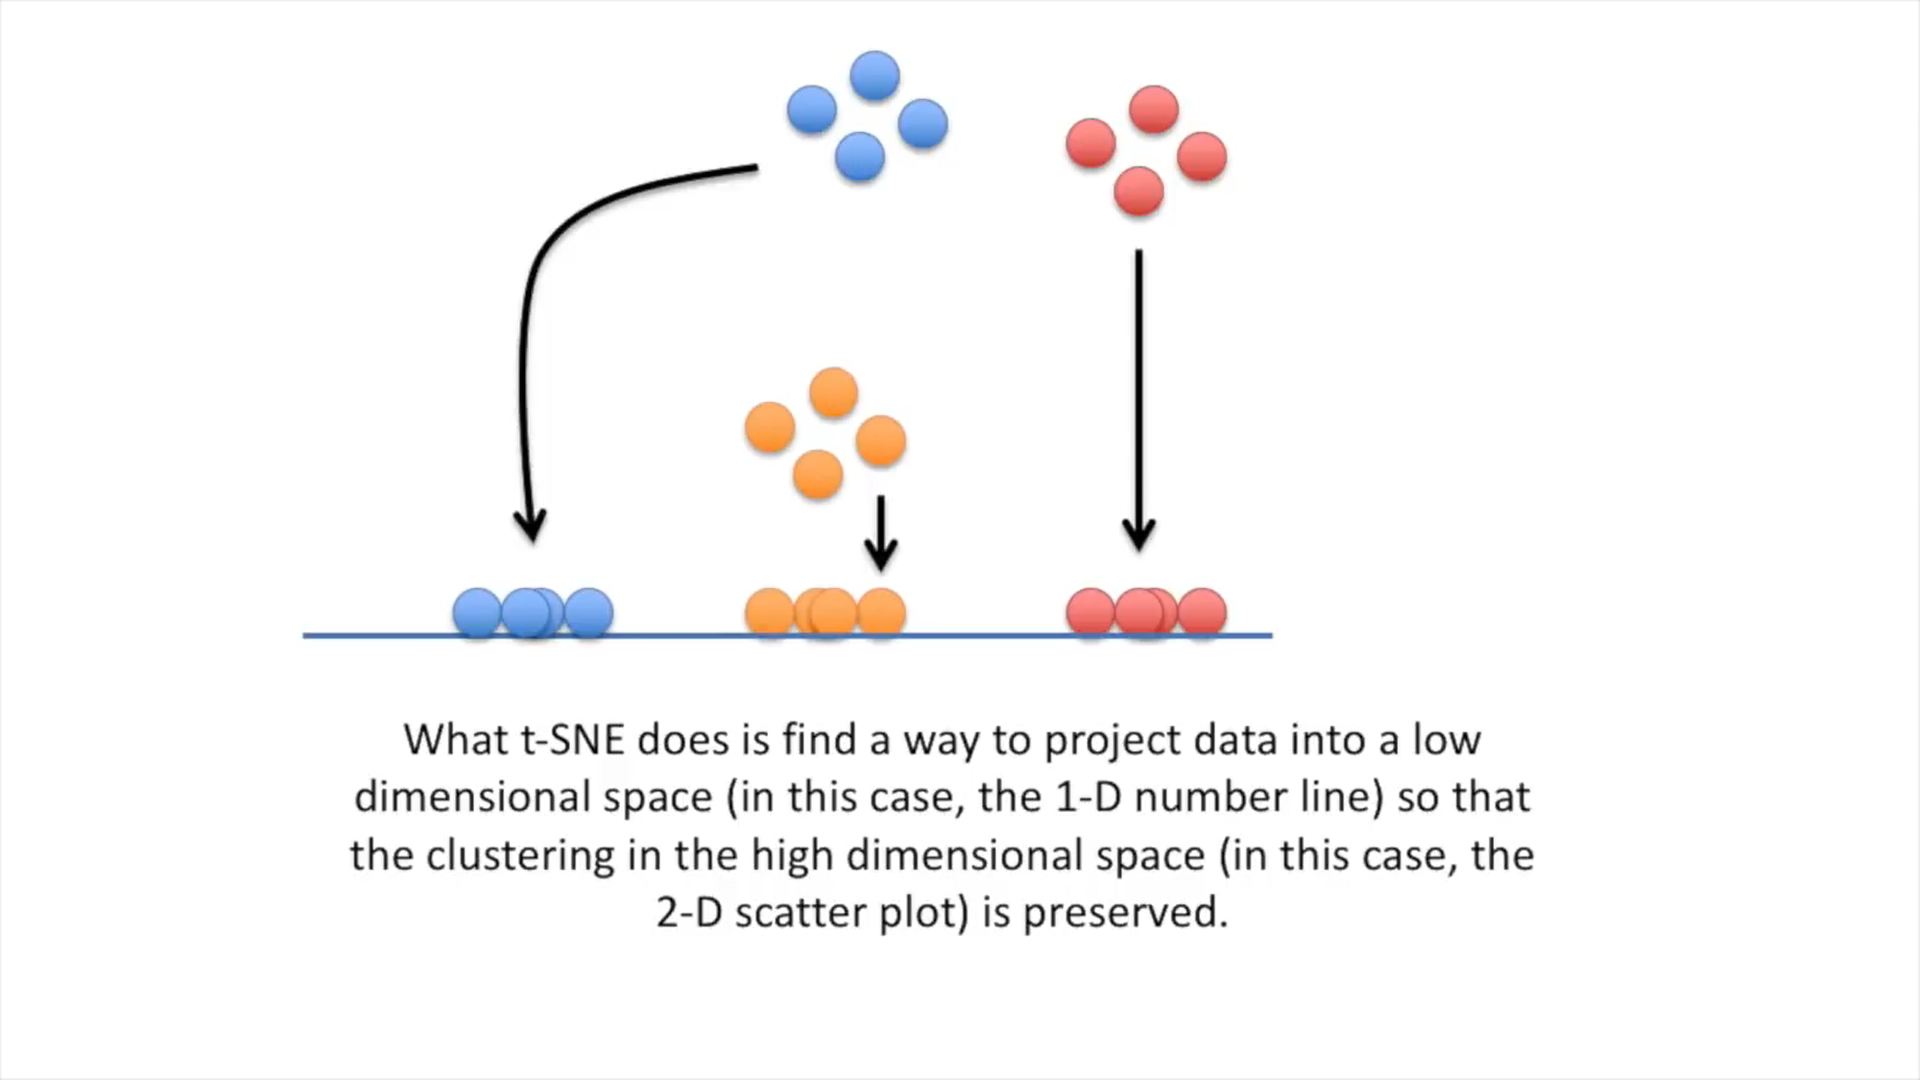 What t-SNE does is find a way to project data into a low
dimensional space (in this case, the 1-D number line) so that
the clustering in the high dimensional space (in this case, the
2-D scatter plot) is preserved.